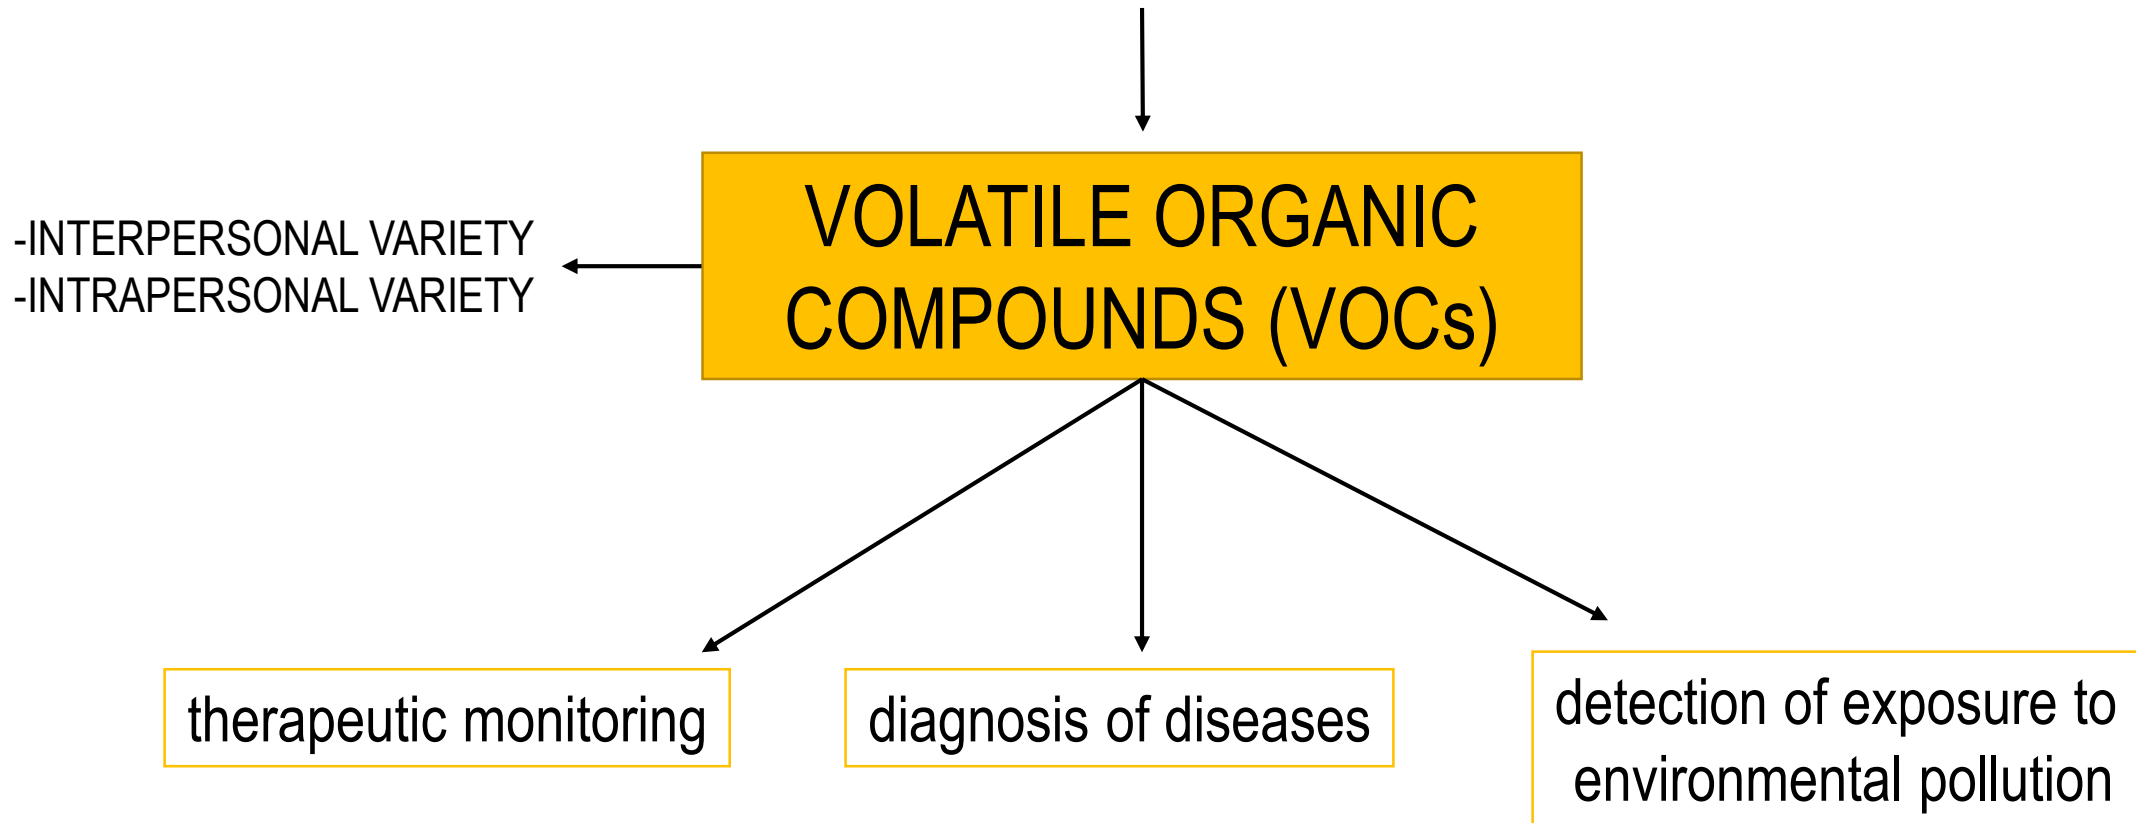 VOLATILE ORGANIC
COMPOUNDS (VOCs)
-INTERPERSONAL VARIETY
-INTRAPERSONAL VARIETY
therapeutic monitoring
diagnosis of diseases
detection of exposure to
environmental pollution